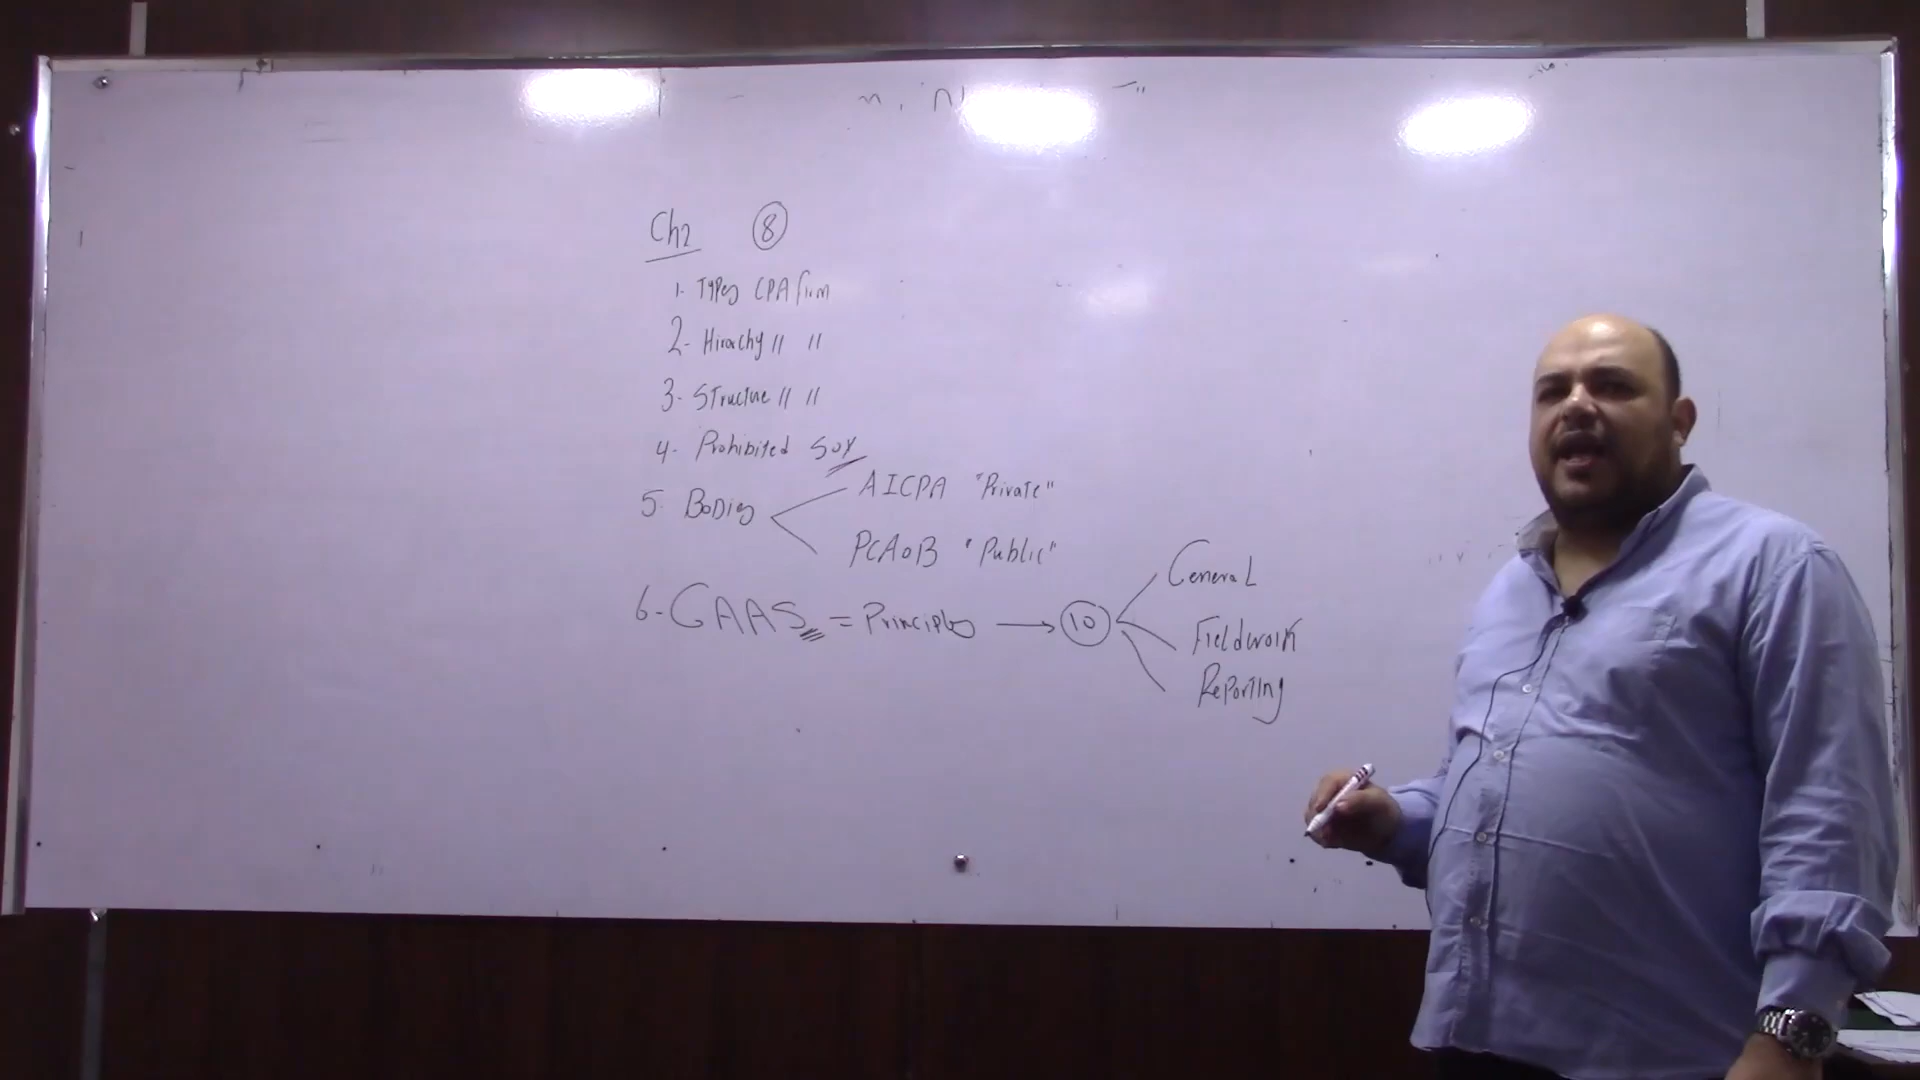 Ch2 8
1- Types CPA firm
2- Hirachy " "
3- Structure " "
4- Prohibited SOX
5- Bodies
AICPA "Private"
PCAoB "Public"
6- GAAS = Principles → 10
General
Fieldwork
Reporting